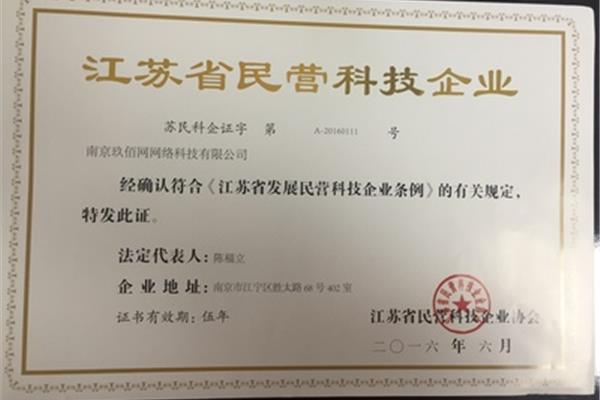 江苏省民营科技企业
苏民科企证字 第 A-20160111 号
南京玖佰网网络科技有限公司
经确认符合《江苏省发展民营科技企业条例》的有关规定，
特发此证。
法定代表人：陈福立
企业地址：南京市江宁区胜太路68号402室
证书有效期：伍年
江苏省民营科技企业协会
二〇一六年六月